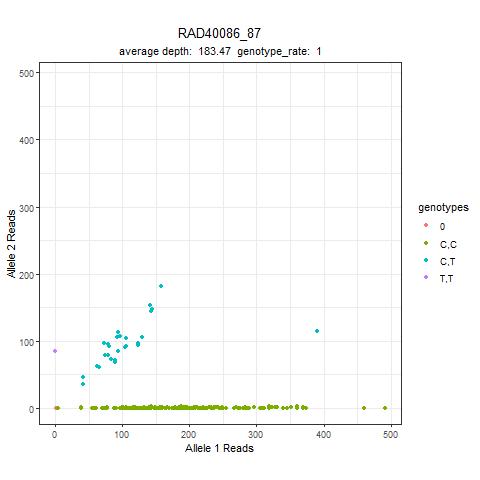 RAD40086_87
average depth: 183.47 genotype_rate: 1
500
400
300
200
100
0
Allele 2 Reads
0 100 200 300 400 500
Allele 1 Reads
genotypes
0
C,C
C,T
T,T